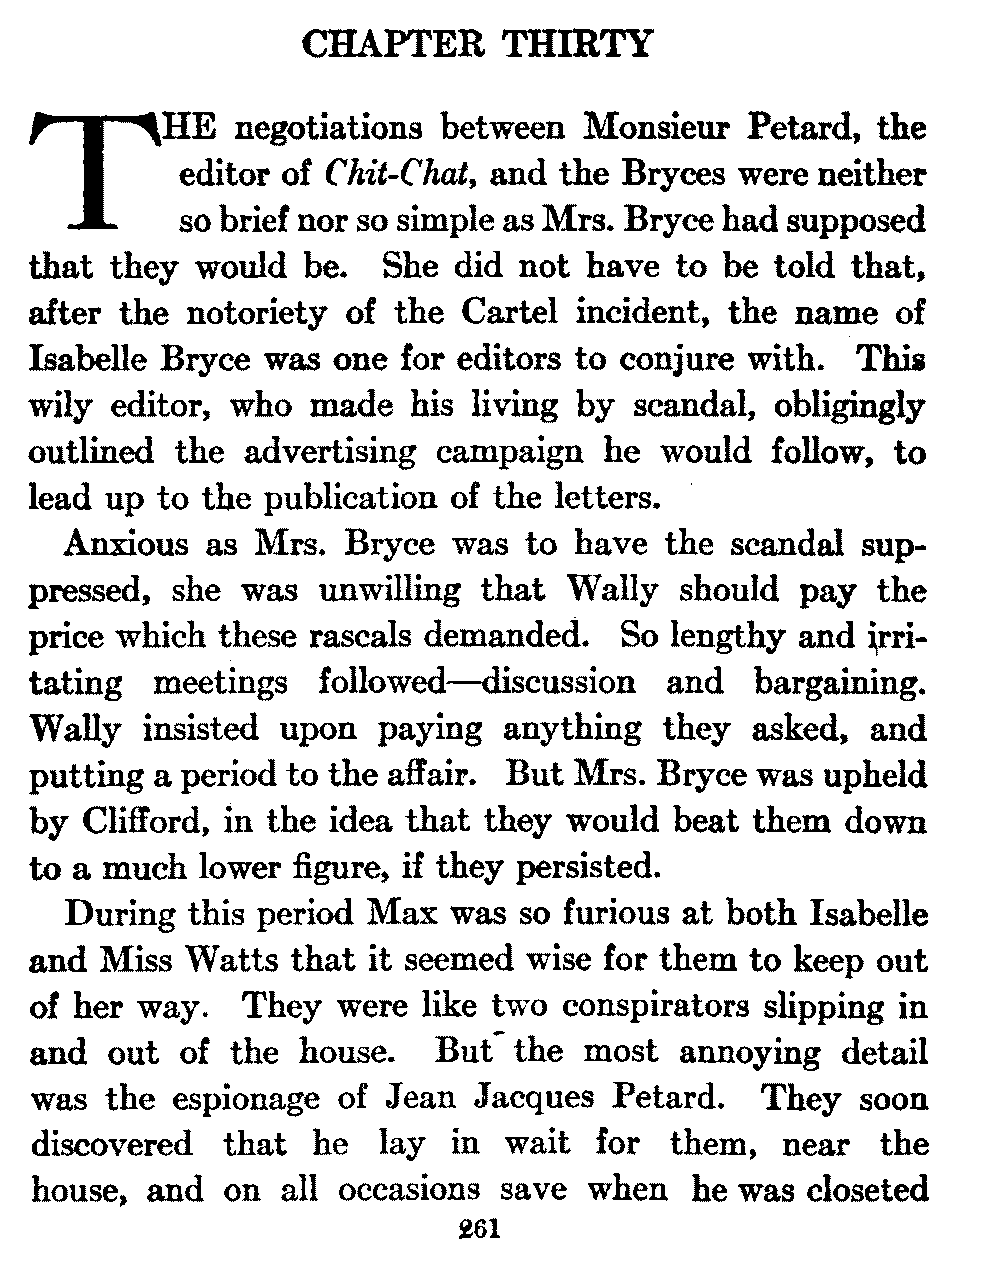 CHAPTER THIRTY
THE negotiations between Monsieur Petard, the
editor of Chit-Chat, and the Bryces were neither
so brief nor so simple as Mrs. Bryce had supposed
that they would be. She did not have to be told that,
after the notoriety of the Cartel incident, the name of
Isabelle Bryce was one for editors to conjure with. This
wily editor, who made his living by scandal, obligingly
outlined the advertising campaign he would follow, to
lead up to the publication of the letters.
Anxious as Mrs. Bryce was to have the scandal sup-
pressed, she was unwilling that Wally should pay the
price which these rascals demanded. So lengthy and irri-
tating meetings followed—discussion and bargaining.
Wally insisted upon paying anything they asked, and
putting a period to the affair. But Mrs. Bryce was upheld
by Clifford, in the idea that they would beat them down
to a much lower figure, if they persisted.
During this period Max was so furious at both Isabelle
and Miss Watts that it seemed wise for them to keep out
of her way. They were like two conspirators slipping in
and out of the house. But the most annoying detail
was the espionage of Jean Jacques Petard. They soon
discovered that he lay in wait for them, near the
house, and on all occasions save when he was closeted
261